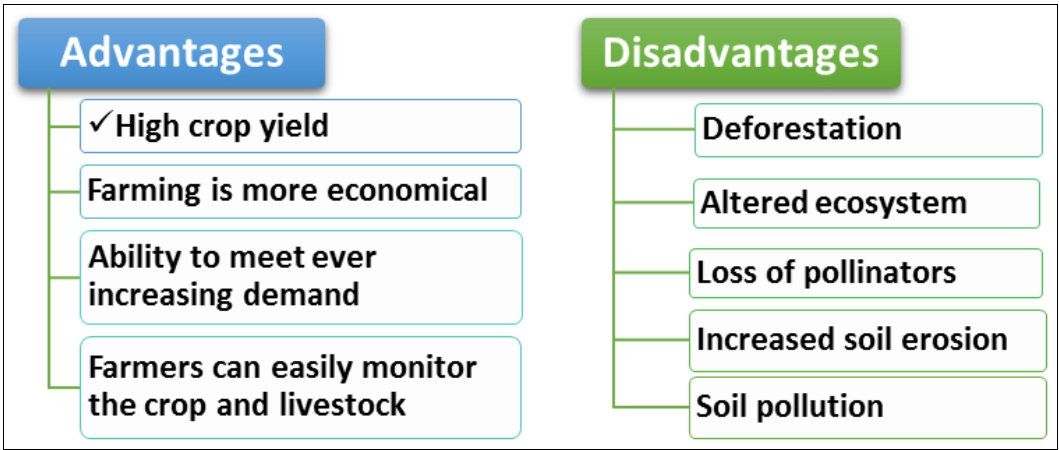 Advantages
✓High crop yield
Farming is more economical
Ability to meet ever
increasing demand
Farmers can easily monitor
the crop and livestock
Disadvantages
Deforestation
Altered ecosystem
Loss of pollinators
Increased soil erosion
Soil pollution